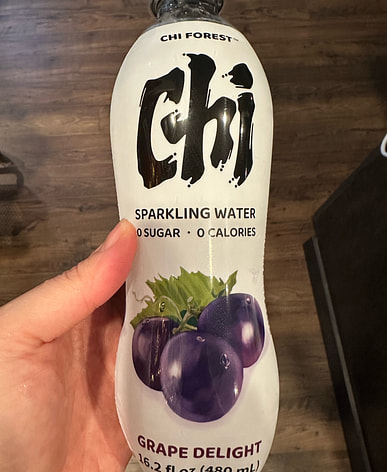 CHI FOREST™
Chi
SPARKLING WATER
0 SUGAR · 0 CALORIES
GRAPE DELIGHT
16.2 fl oz (480 mL)